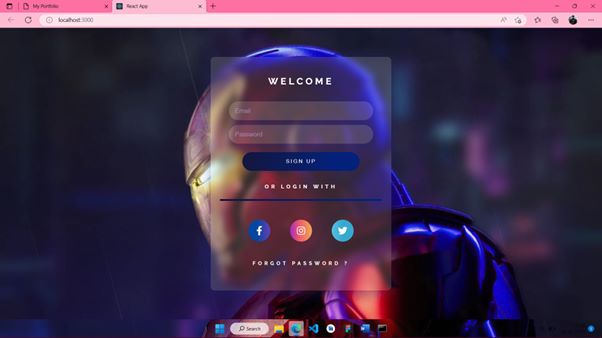 My Portfolio
React App
localhost:3000
WELCOME
Email
Password
SIGN UP
OR LOGIN WITH
FORGOT PASSWORD ?
Search